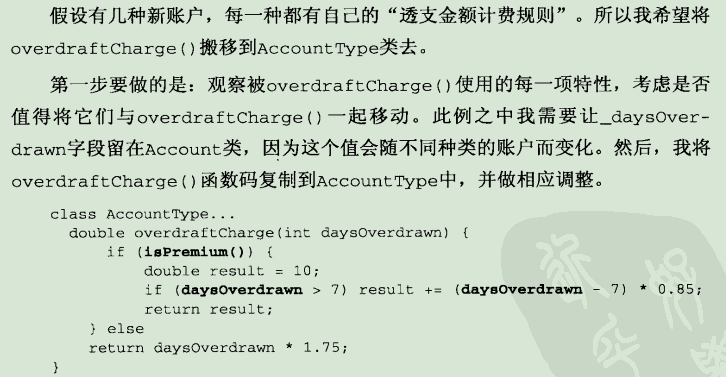 假设有几种新账户，每一种都有自己的“透支金额计费规则”。所以我希望将
overdraftCharge()搬移到AccountType类去。
第一步要做的是：观察被overdraftCharge()使用的每一项特性，考虑是否
值得将它们与overdraftCharge()一起移动。此例之中我需要让_daysOver-
drawn字段留在Account类，因为这个值会随不同种类的账户而变化。然后，我将
overdraftCharge()函数码复制到AccountType中，并做相应调整。
class AccountType...
double overdraftCharge(int daysOverdrawn) {
if (isPremium()) {
double result = 10;
if (daysOverdrawn > 7) result += (daysOverdrawn - 7) * 0.85;
return result;
} else
return daysOverdrawn * 1.75;
}